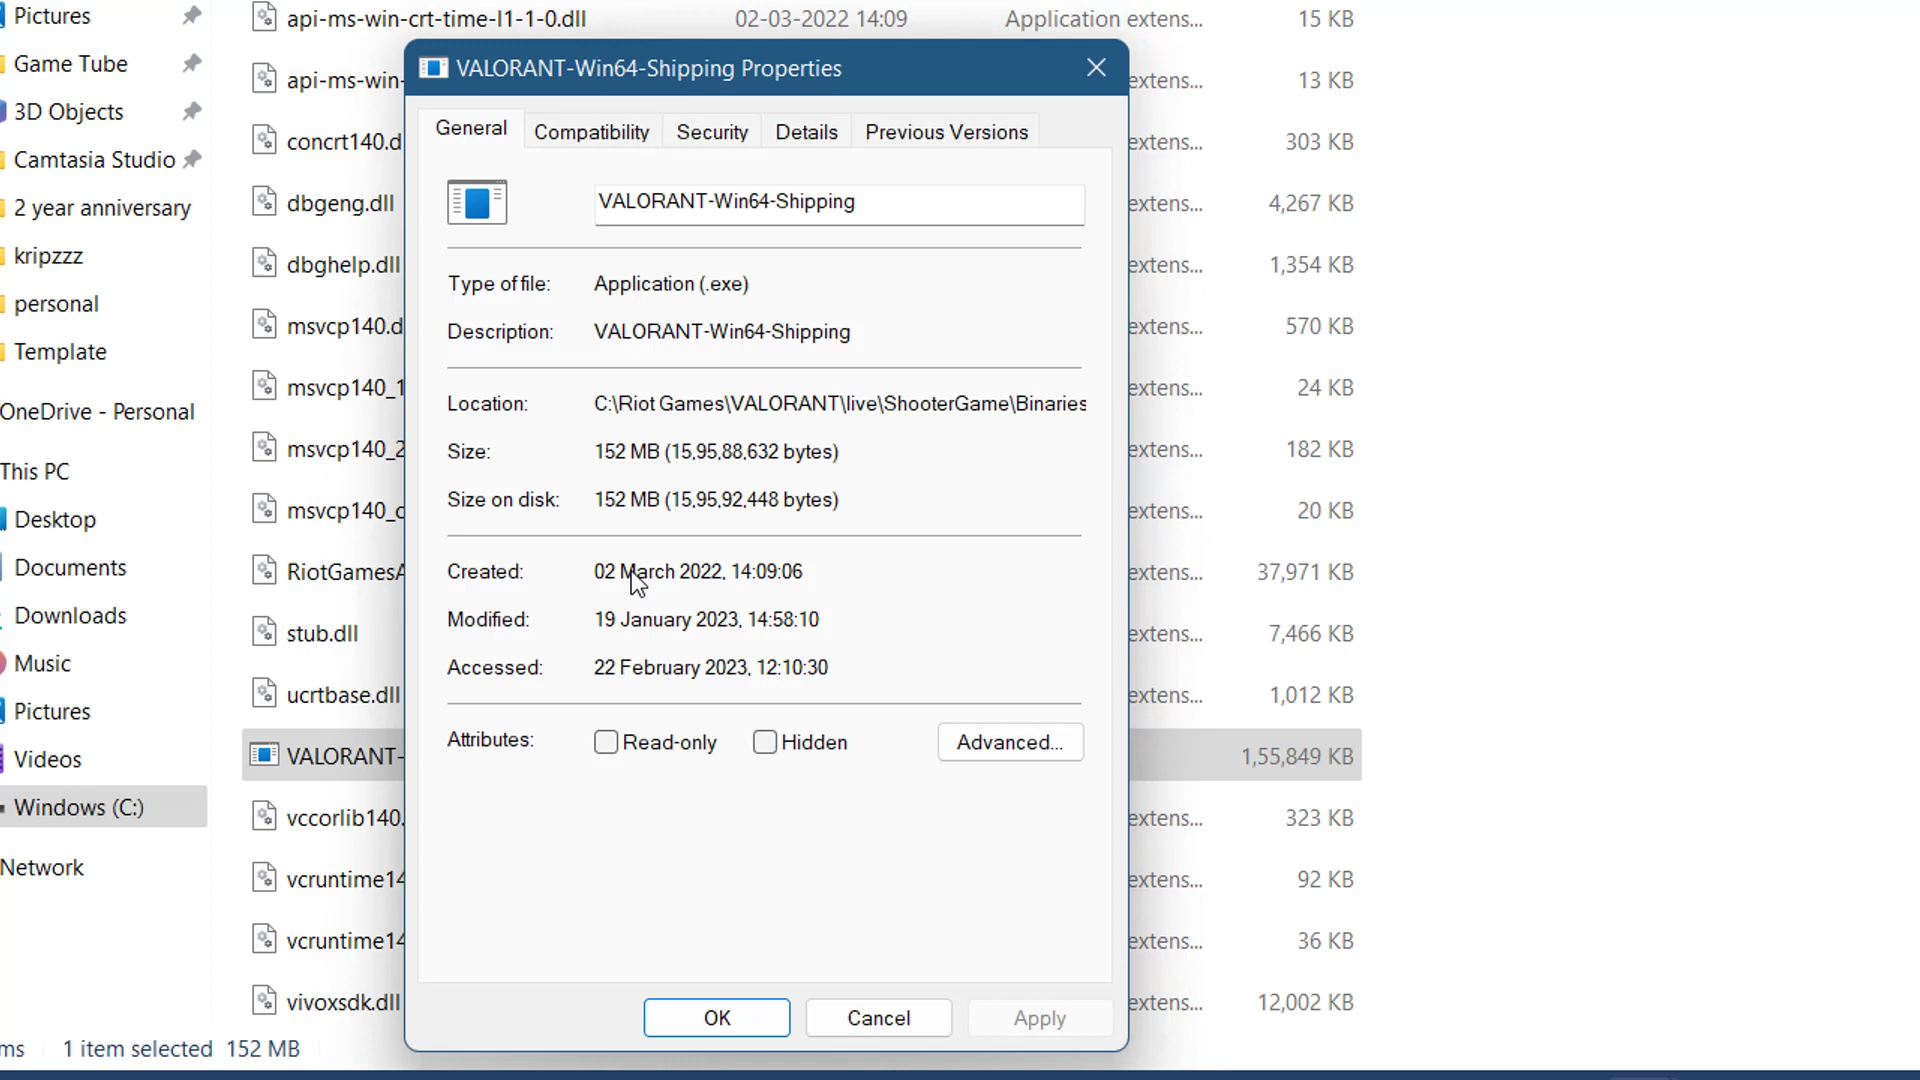 Pictures
Game Tube
3D Objects
Camtasia Studio
2 year anniversary
kripzzz
personal
Template
OneDrive - Personal
This PC
Desktop
Documents
Downloads
Music
Pictures
Videos
Windows (C:)
Network
api-ms-win-crt-time-l1-1-0.dll 02-03-2022 14:09 Application extens... 15 KB
api-ms-win- extens... 13 KB
concrt140.d extens... 303 KB
dbgeng.dll extens... 4,267 KB
dbghelp.dll extens... 1,354 KB
msvcp140.d extens... 570 KB
msvcp140_1 extens... 24 KB
msvcp140_2 extens... 182 KB
msvcp140_c extens... 20 KB
RiotGamesA extens... 37,971 KB
stub.dll extens... 7,466 KB
ucrtbase.dll extens... 1,012 KB
VALORANT- 1,55,849 KB
vccorlib140. extens... 323 KB
vcruntime14 extens... 92 KB
vcruntime14 extens... 36 KB
vivoxsdk.dll extens... 12,002 KB
VALORANT-Win64-Shipping Properties
General Compatibility Security Details Previous Versions
VALORANT-Win64-Shipping
Type of file: Application (.exe)
Description: VALORANT-Win64-Shipping
Location: C:\Riot Games\VALORANT\live\ShooterGame\Binaries
Size: 152 MB (15,95,88,632 bytes)
Size on disk: 152 MB (15,95,92,448 bytes)
Created: 02 March 2022, 14:09:06
Modified: 19 January 2023, 14:58:10
Accessed: 22 February 2023, 12:10:30
Attributes: Read-only Hidden Advanced...
OK Cancel Apply
ms 1 item selected 152 MB